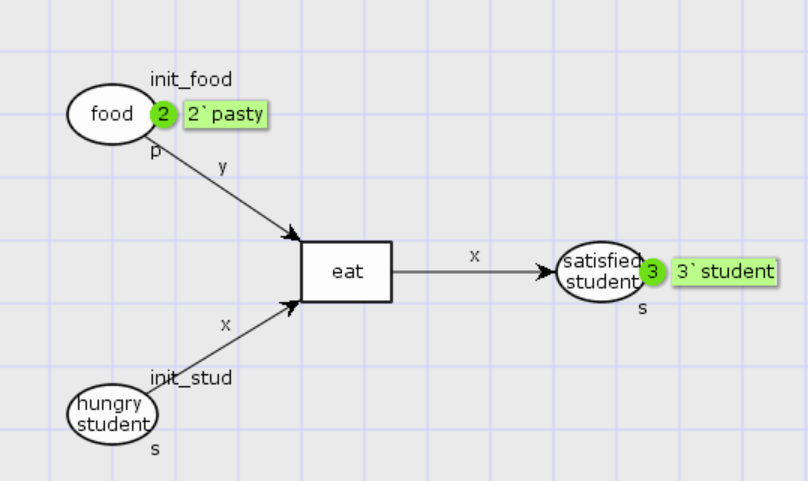 init_food
food
2
2`pasty
p
y
eat
x
satisfied
student
3
3`student
s
x
init_stud
hungry
student
s